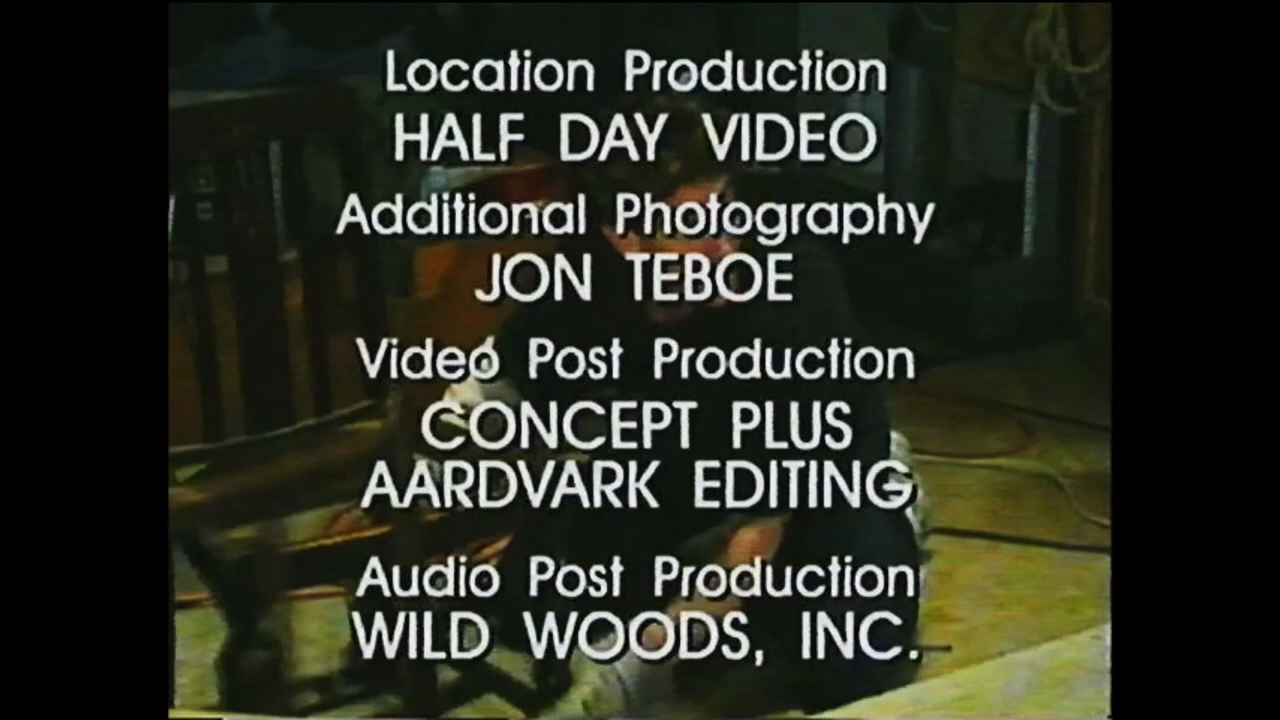 Location Production
HALF DAY VIDEO
Additional Photography
JON TEBOE
Video Post Production
CONCEPT PLUS
AARDVARK EDITING
Audio Post Production
WILD WOODS, INC.